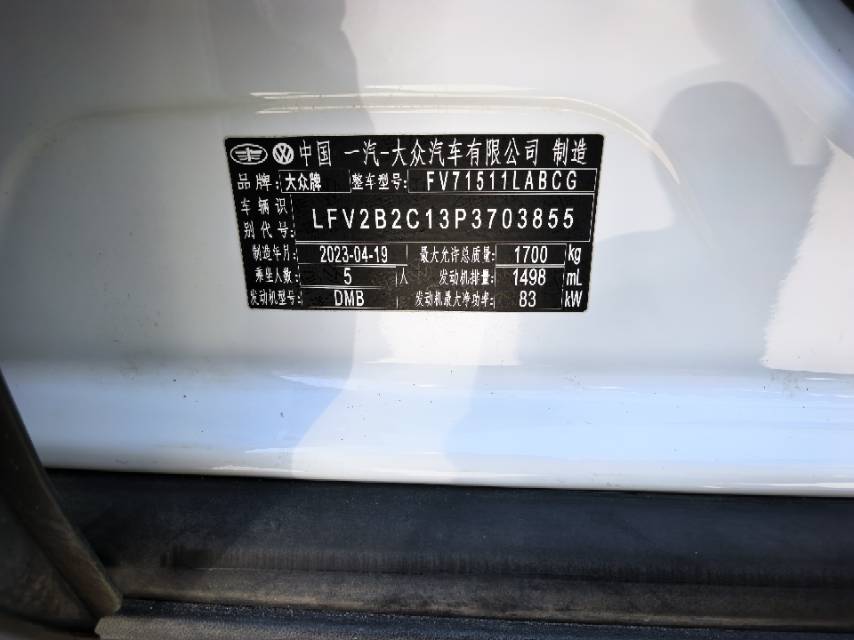 中国 一汽-大众汽车有限公司 制造
品牌: 大众牌 整车型号: FV71511LABCG
车辆识别代号: LFV2B2C13P3703855
制造年月: 2023-04-19 最大允许总质量: 1700 kg
乘坐人数: 5 人 发动机排量: 1498 mL
发动机型号: DMB 发动机最大净功率: 83 kW